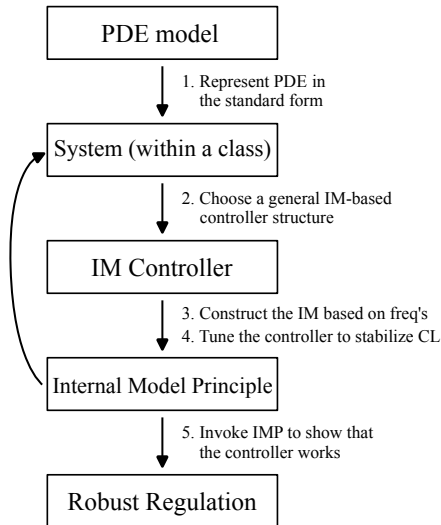 PDE model
1. Represent PDE in
the standard form
System (within a class)
2. Choose a general IM-based
controller structure
IM Controller
3. Construct the IM based on freq's
4. Tune the controller to stabilize CL
Internal Model Principle
5. Invoke IMP to show that
the controller works
Robust Regulation